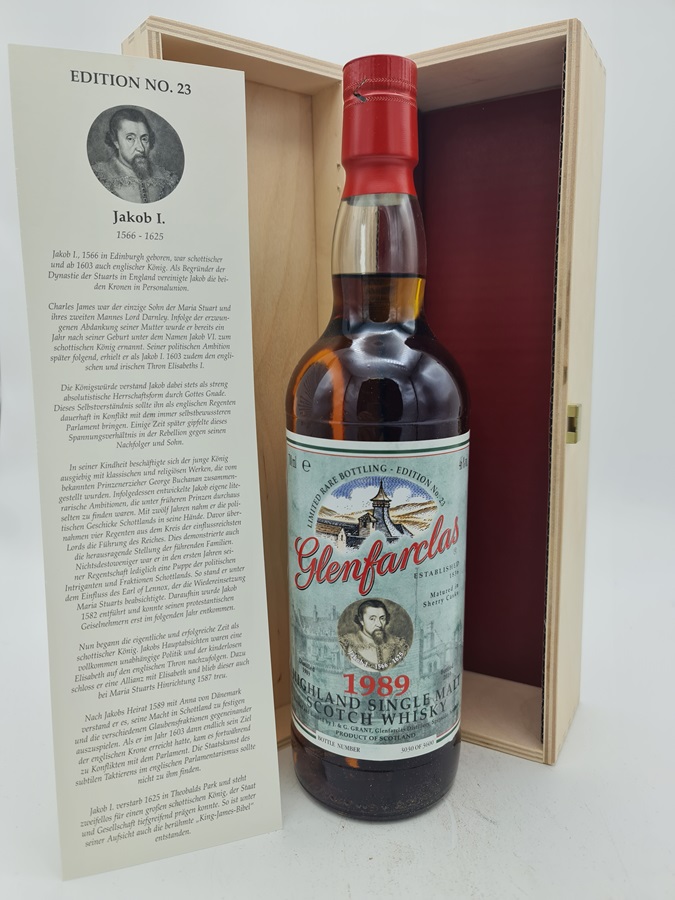 EDITION NO. 23
Jakob I.
1566 - 1625
Jakob I., 1566 in Edinburgh geboren, war schottischer
und ab 1603 auch englischer König. Als Begründer der
Dynastie der Stuarts in England vereinigte Jakob die bei-
den Kronen in Personalunion.
Charles James war der einzige Sohn der Maria Stuart und
ihres zweiten Mannes Lord Darnley. Infolge der erzwun-
genen Abdankung seiner Mutter wurde er bereits ein
Jahr nach seiner Geburt unter dem Namen Jakob VI. zum
schottischen König ernannt. Seiner politischen Ambition
später folgend, erhielt er als Jakob I. 1603 zudem den engli-
schen und irischen Thron Elisabeths I.
Die Königswürde verstand Jakob dabei stets als streng
absolutistische Herrschaftsform durch Gottes Gnade.
Dieses Selbstverständnis sollte ihn als englischen Regenten
dauerhaft in Konflikt mit dem immer selbstbewussteren
Parlament bringen. Einige Zeit später gipfelte dieses
Spannungsverhältnis in der Rebellion gegen seinen
Nachfolger und Sohn.
In seiner Kindheit beschäftigte sich der junge König
ausgiebig mit klassischen und religiösen Werken, die vom
bekannten Prinzenerzieher George Buchanan zusammen-
gestellt wurden. Infolgedessen entwickelte Jakob eigene lite-
rarische Ambitionen, die unter früheren Prinzen durchaus
selten zu finden waren. Mit zwölf Jahren nahm er die poli-
tischen Geschicke Schottlands in seine Hände. Davor über-
nahmen vier Regenten aus dem Kreis der einflussreichsten
Lords die Führung des Reiches. Dies demonstrierte auch
die herausragende Stellung der führenden Familien.
Nichtsdestoweniger war er in den ersten Jahren sei-
ner Regentschaft lediglich eine Puppe der politischen
Intriganten und Fraktionen Schottlands. So stand er unter
dem Einfluss des Earl of Lennox, der die Wiedereinsetzung
Maria Stuarts beabsichtigte. Daraufhin wurde Jakob
1582 entführt und konnte seinen protestantischen
Geiselnehmern erst im folgenden Jahr entkommen.
Nun begann die eigentliche und erfolgreiche Zeit als
schottischer König. Jakobs Hauptabsichten waren eine
vollkommen unabhängige Politik und der kinderlosen
Elisabeth auf den englischen Thron nachzufolgen. Dazu
schloss er eine Allianz mit Elisabeth und blieb dieser auch
bei Maria Stuarts Hinrichtung 1587 treu.
Nach Jakobs Heirat 1589 mit Anna von Dänemark
verstand er es, seine Macht in Schottland zu festigen
und die verschiedenen Glaubensfraktionen gegeneinander
auszuspielen. Als er im Jahr 1603 dann endlich sein Ziel
der englischen Krone erreicht hatte, kam es fortwährend
zu Konflikten mit dem Parlament. Die Staatskunst des
subtilen Taktierens im englischen Parlamentarismus sollte
nicht zu ihm finden.
Jakob I. verstarb 1625 in Theobalds Park und steht
zweifellos für einen großen schottischen König, der Staat
und Gesellschaft tiefgreifend prägen konnte. So ist unter
seiner Aufsicht auch die berühmte „King-James-Bibel“
entstanden.
LIMITED RARE BOTTLING - EDITION No. 23
Glenfarclas
ESTABLISHED
Matured in
Sherry Casks
1989
HIGHLAND SINGLE MALT
SCOTCH WHISKY
J & G. GRANT, Glenfarclas
PRODUCT OF SCOTLAND
BOTTLE NUMBER